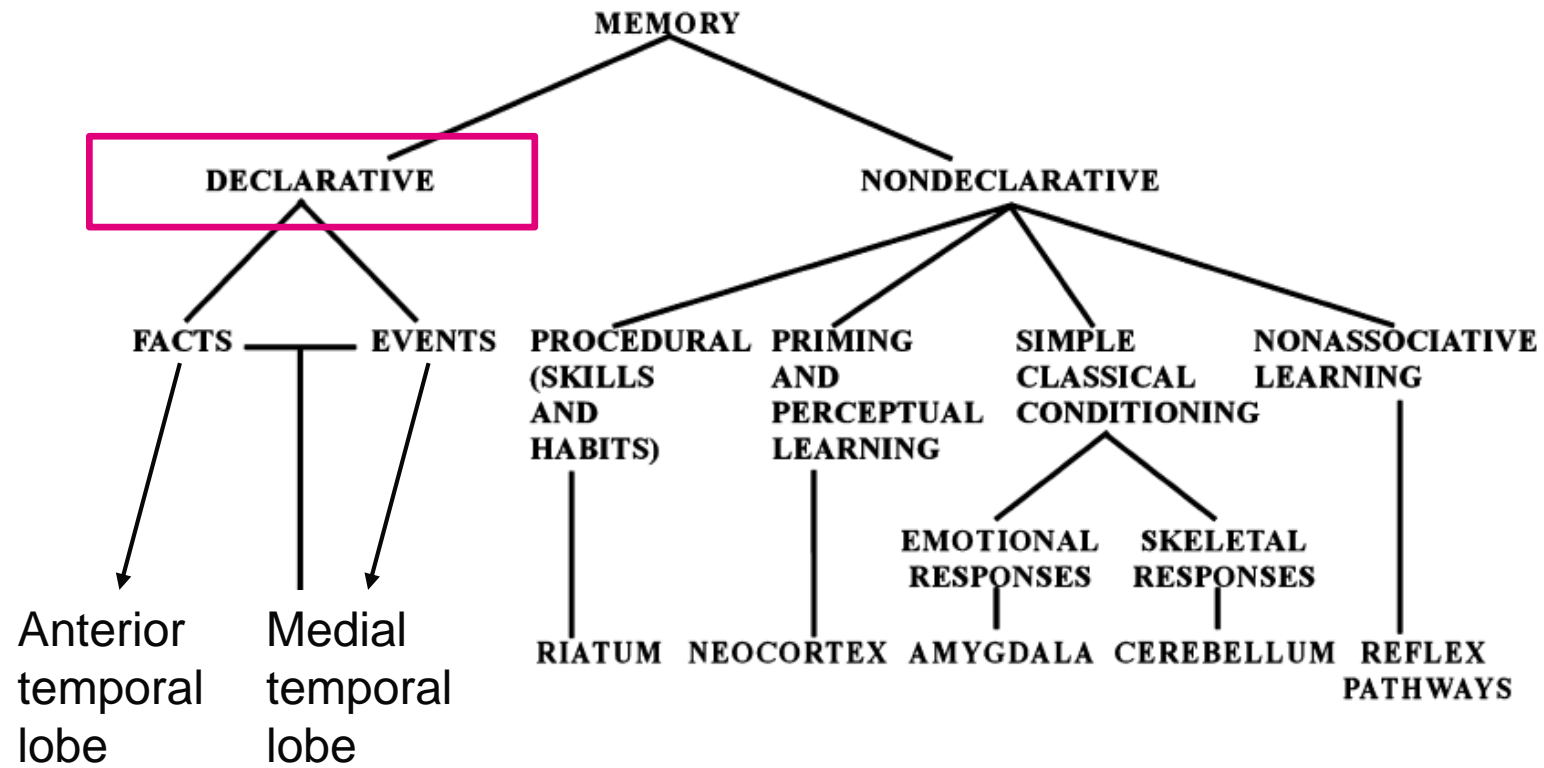 MEMORY
DECLARATIVE
NONDECLARATIVE
FACTS
EVENTS
PROCEDURAL
(SKILLS
AND
HABITS)
PRIMING
AND
PERCEPTUAL
LEARNING
SIMPLE
CLASSICAL
CONDITIONING
NONASSOCIATIVE
LEARNING
EMOTIONAL
RESPONSES
SKELETAL
RESPONSES
Anterior
temporal
lobe
Medial
temporal
lobe
RIATUM
NEOCORTEX
AMYGDALA
CEREBELLUM
REFLEX
PATHWAYS